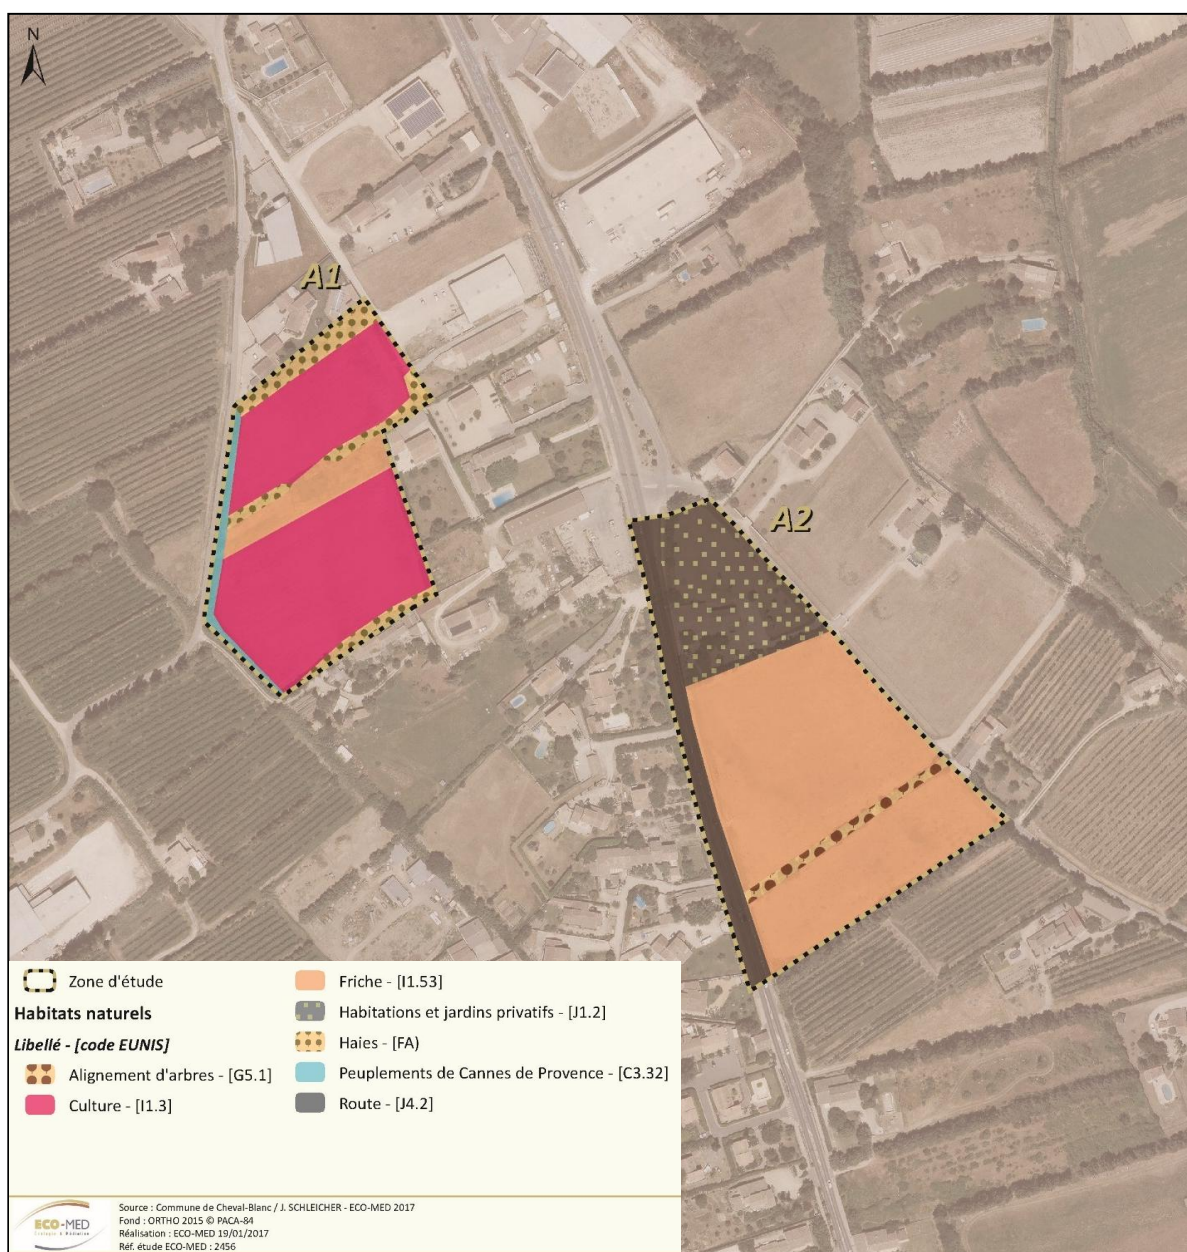 N
A1
A2
Zone d'étude
Habitats naturels
Libellé - [code EUNIS]
Alignement d'arbres - [G5.1]
Culture - [I1.3]
Friche - [I1.53]
Habitations et jardins privatifs - [J1.2]
Haies - [FA)
Peuplements de Cannes de Provence - [C3.32]
Route - [J4.2]
ECO-MED
Ecologie & Médiation
Source : Commune de Cheval-Blanc / J. SCHLEICHER - ECO-MED 2017
Fond : ORTHO 2015 © PACA-84
Réalisation : ECO-MED 19/01/2017
Réf. étude ECO-MED : 2456